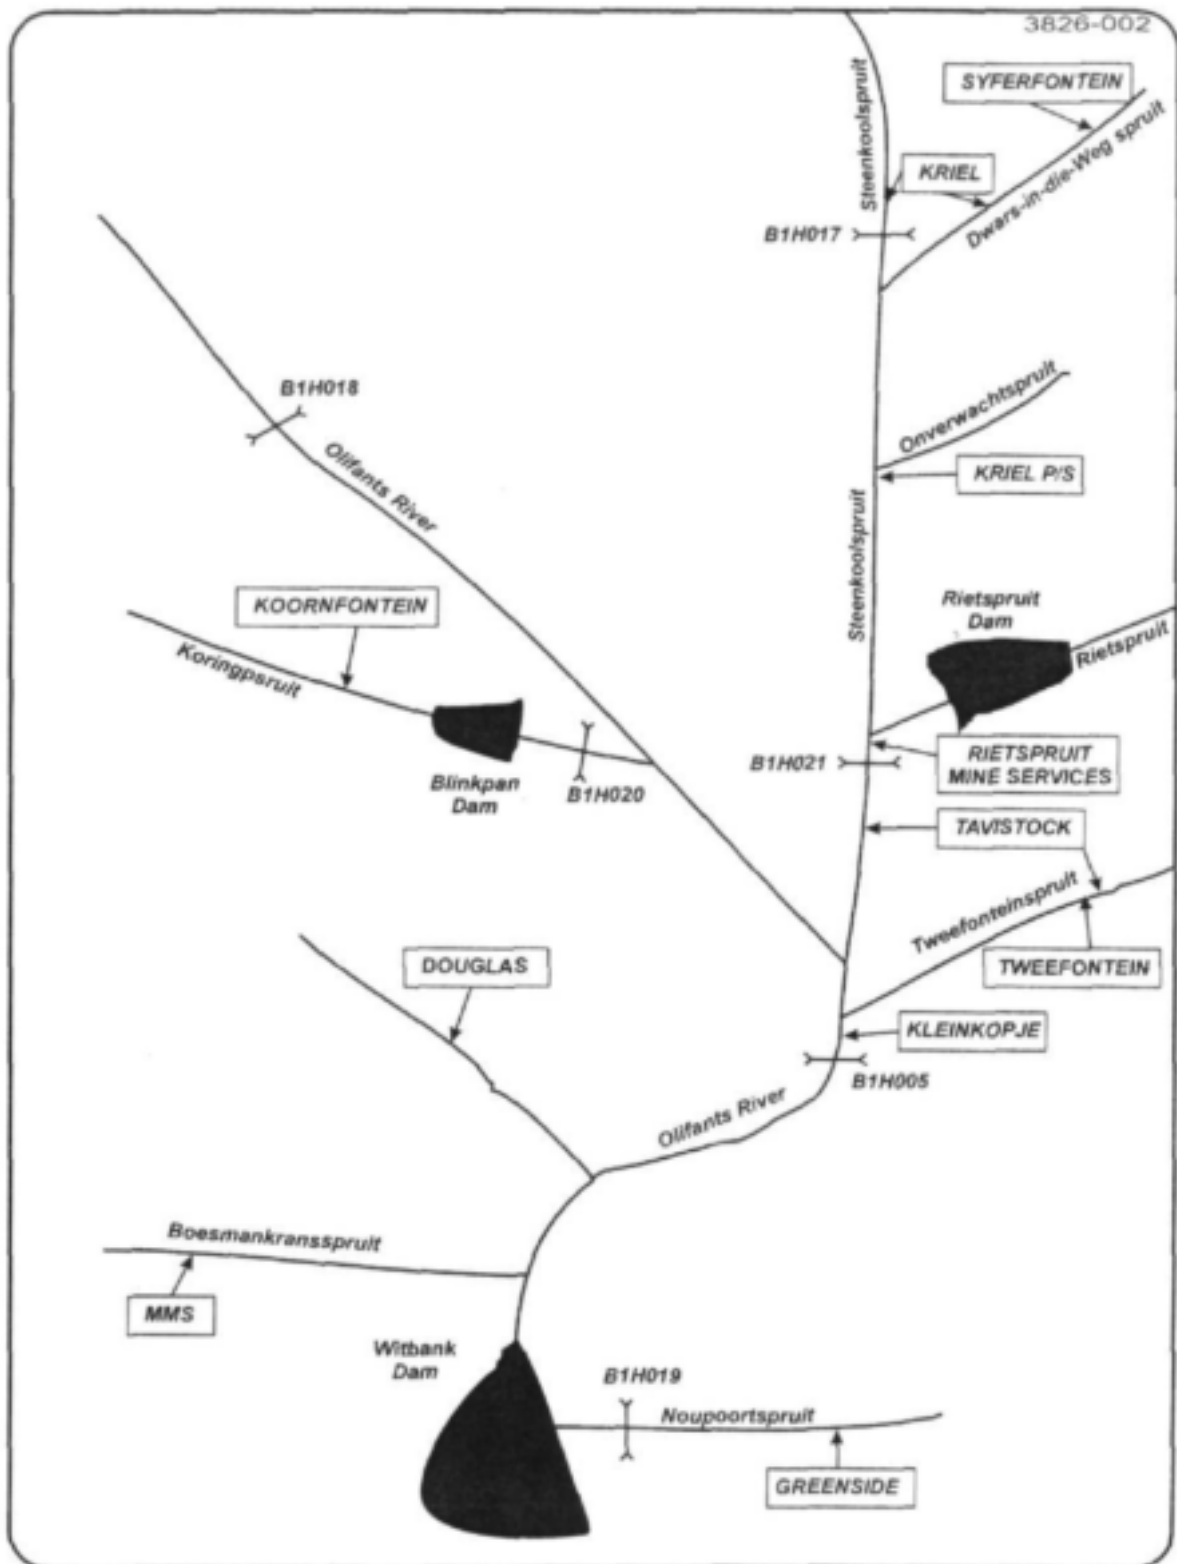 3826-002
SYFERFONTEIN
Steenkoolspruit
KRIEL
Dwars-in-die-Weg spruit
B1H017
B1H018
Onverwachtspruit
Olifants River
KRIEL P/S
Steenkoolspruit
KOORNFONTEIN
Rietspruit
Dam
Koringpsruit
Rietspruit
B1H021
RIETSPRUIT
MINE SERVICES
Blinkpan
Dam
B1H020
TAVISTOCK
Tweefonteinspruit
DOUGLAS
TWEEFONTEIN
KLEINKOPJE
B1H005
Olifants River
Boesmankransspruit
MMS
Witbank
Dam
B1H019
Noupoortspruit
GREENSIDE